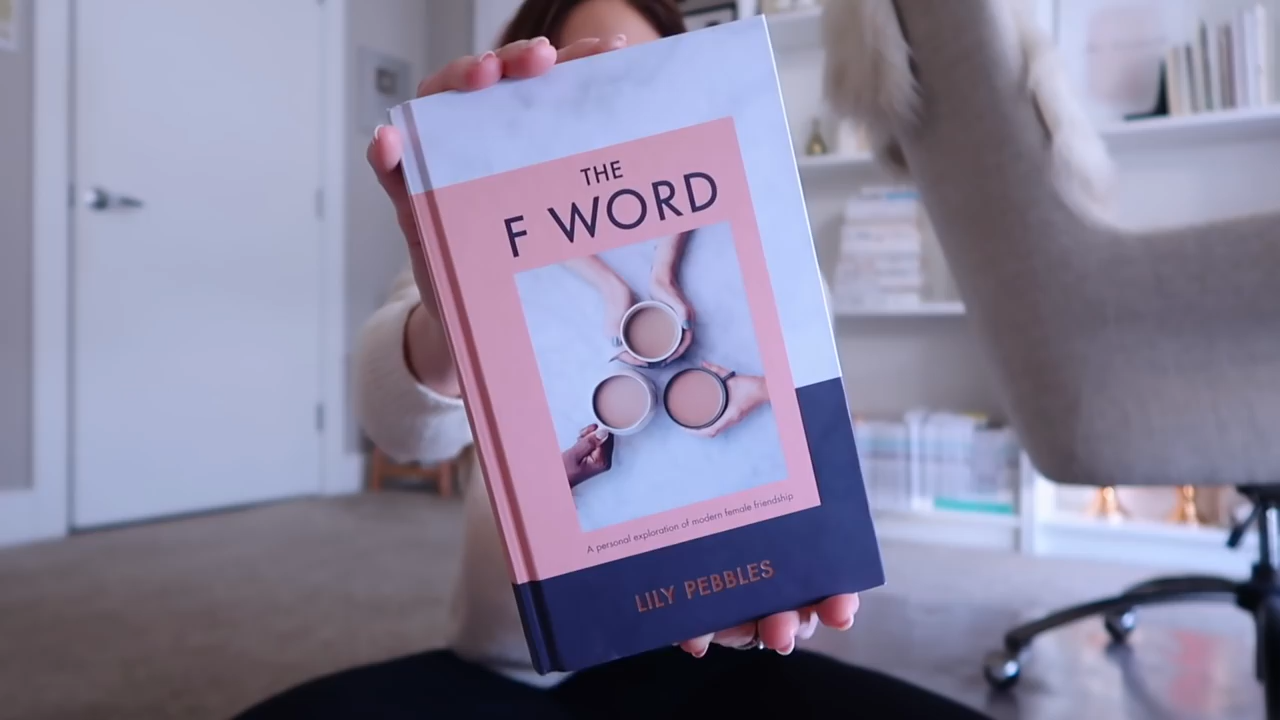 THE
F WORD
A personal exploration of modern female friendship
LILY PEBBLES